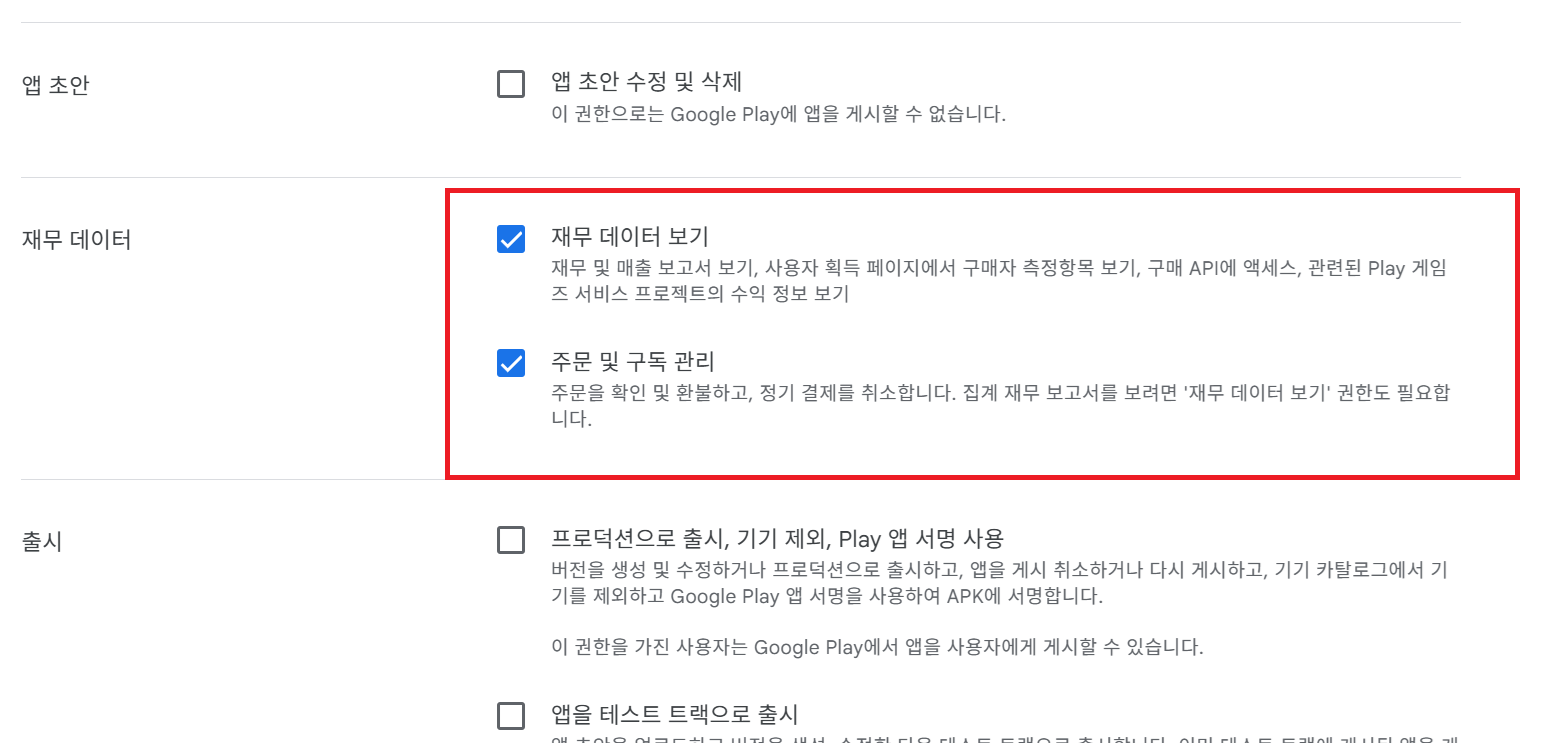 앱 초안
앱 초안 수정 및 삭제
이 권한으로는 Google Play에 앱을 게시할 수 없습니다.
재무 데이터
재무 데이터 보기
재무 및 매출 보고서 보기, 사용자 획득 페이지에서 구매자 측정항목 보기, 구매 API에 액세스, 관련된 Play 게임
즈 서비스 프로젝트의 수익 정보 보기
주문 및 구독 관리
주문을 확인 및 환불하고, 정기 결제를 취소합니다. 집계 재무 보고서를 보려면 '재무 데이터 보기' 권한도 필요합
니다.
출시
프로덕션으로 출시, 기기 제외, Play 앱 서명 사용
버전을 생성 및 수정하거나 프로덕션으로 출시하고, 앱을 게시 취소하거나 다시 게시하고, 기기 카탈로그에서 기
기를 제외하고 Google Play 앱 서명을 사용하여 APK에 서명합니다.
이 권한을 가진 사용자는 Google Play에서 앱을 사용자에게 게시할 수 있습니다.
앱을 테스트 트랙으로 출시